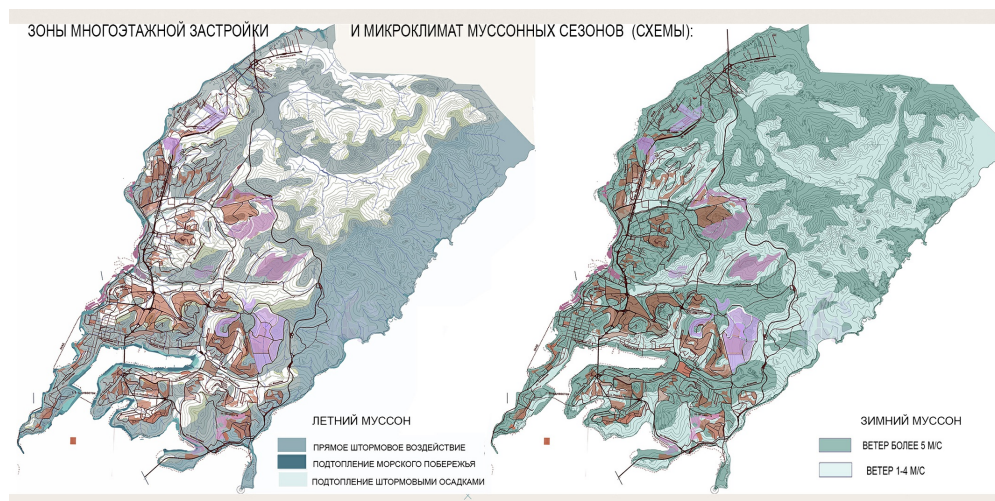 ЗОНЫ МНОГОЭТАЖНОЙ ЗАСТРОЙКИ И МИКРОКЛИМАТ МУССОННЫХ СЕЗОНОВ (СХЕМЫ):
ЛЕТНИЙ МУССОН
ПРЯМОЕ ШТОРМОВОЕ ВОЗДЕЙСТВИЕ
ПОДТОПЛЕНИЕ МОРСКОГО ПОБЕРЕЖЬЯ
ПОДТОПЛЕНИЕ ШТОРМОВЫМИ ОСАДКАМИ
ЗИМНИЙ МУССОН
ВЕТЕР БОЛЕЕ 5 М/С
ВЕТЕР 1-4 М/С